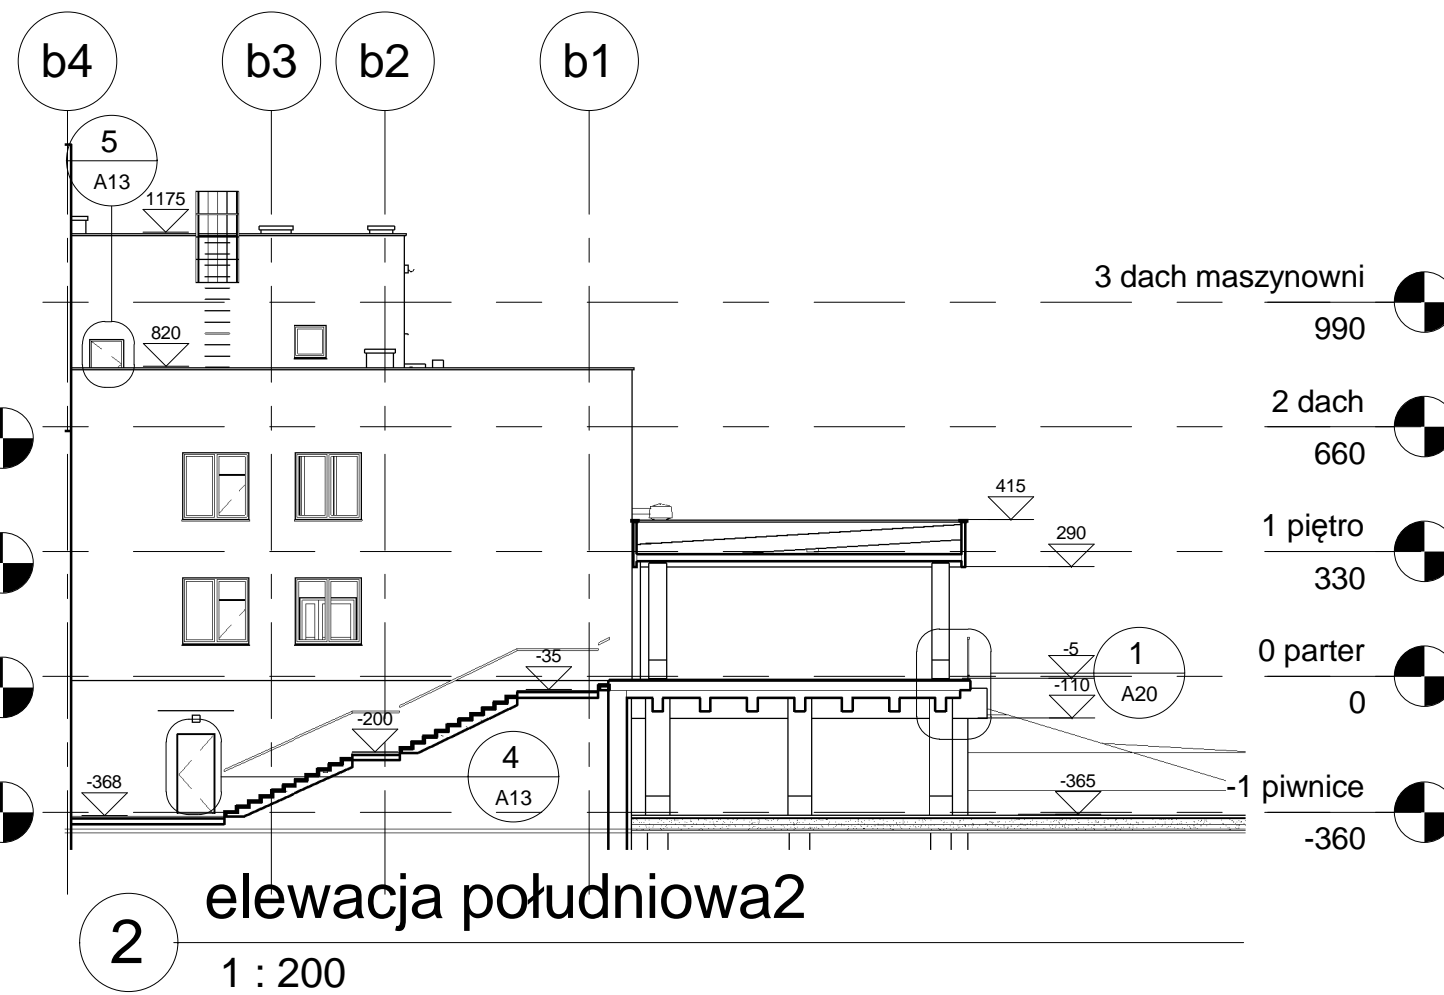 b4 b3 b2 b1
5
A13
1175
3 dach maszynowni
990
820
2 dach
660
415
290
1 piętro
330
-35
-5
0 parter
1
-110
A20
0
-200
4
A13
-368
-365
-1 piwnice
-360
elewacja południowa2
2
1 : 200